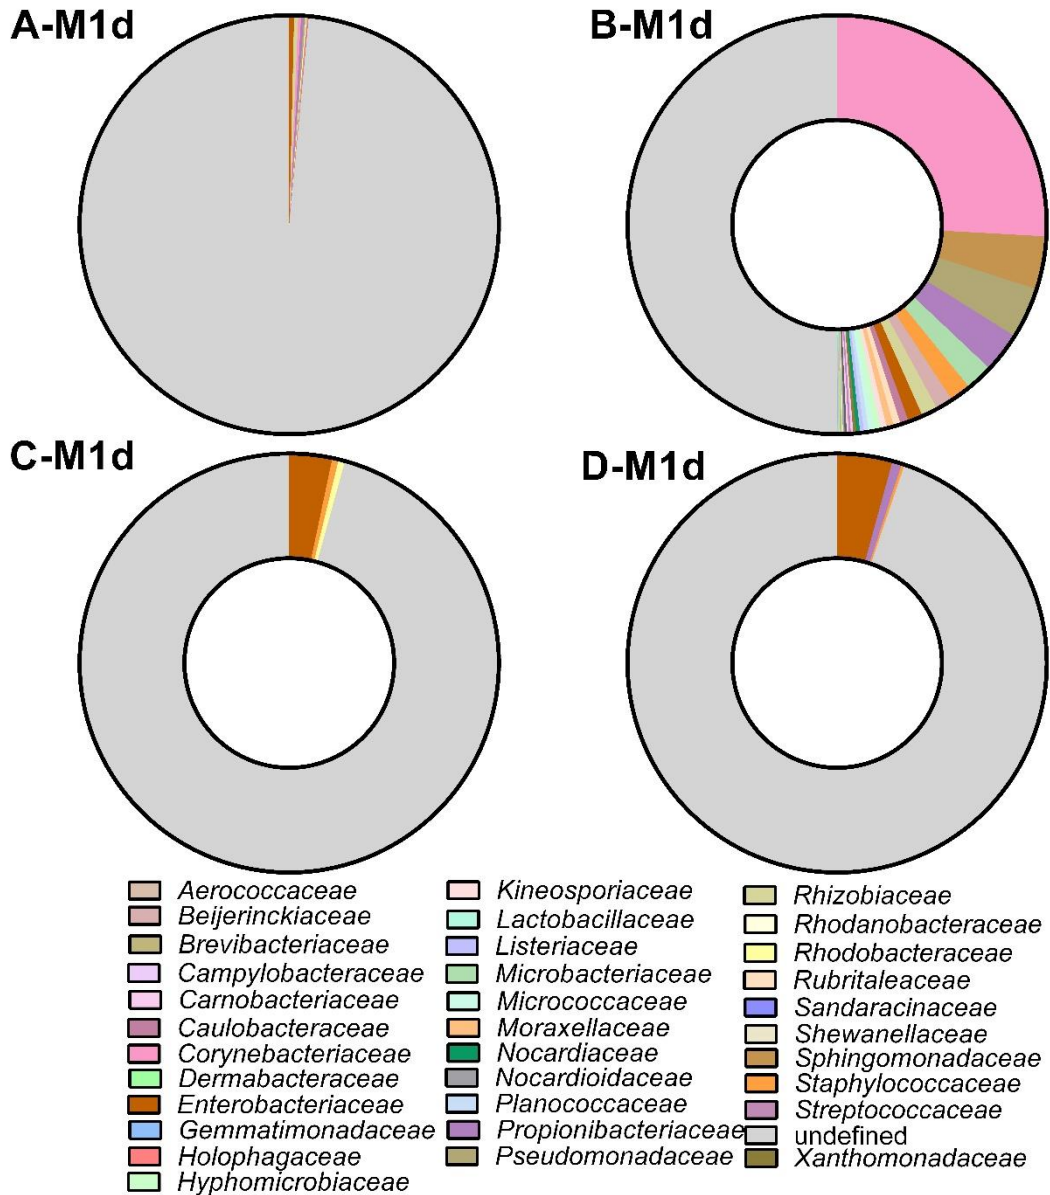 A-M1d
B-M1d
C-M1d
D-M1d
Aerococcaceae
Beijerinckiaceae
Brevibacteriaceae
Campylobacteraceae
Carnobacteriaceae
Caulobacteraceae
Corynebacteriaceae
Dermabacteraceae
Enterobacteriaceae
Gemmatimonadaceae
Holophagaceae
Hyphomicrobiaceae
Kineosporiaceae
Lactobacillaceae
Listeriaceae
Microbacteriaceae
Micrococcaceae
Moraxellaceae
Nocardiaceae
Nocardioidaceae
Planococcaceae
Propionibacteriaceae
Pseudomonadaceae
Rhizobiaceae
Rhodanobacteraceae
Rhodobacteraceae
Rubritaleaceae
Sandaracinaceae
Shewanellaceae
Sphingomonadaceae
Staphylococcaceae
Streptococcaceae
undefined
Xanthomonadaceae